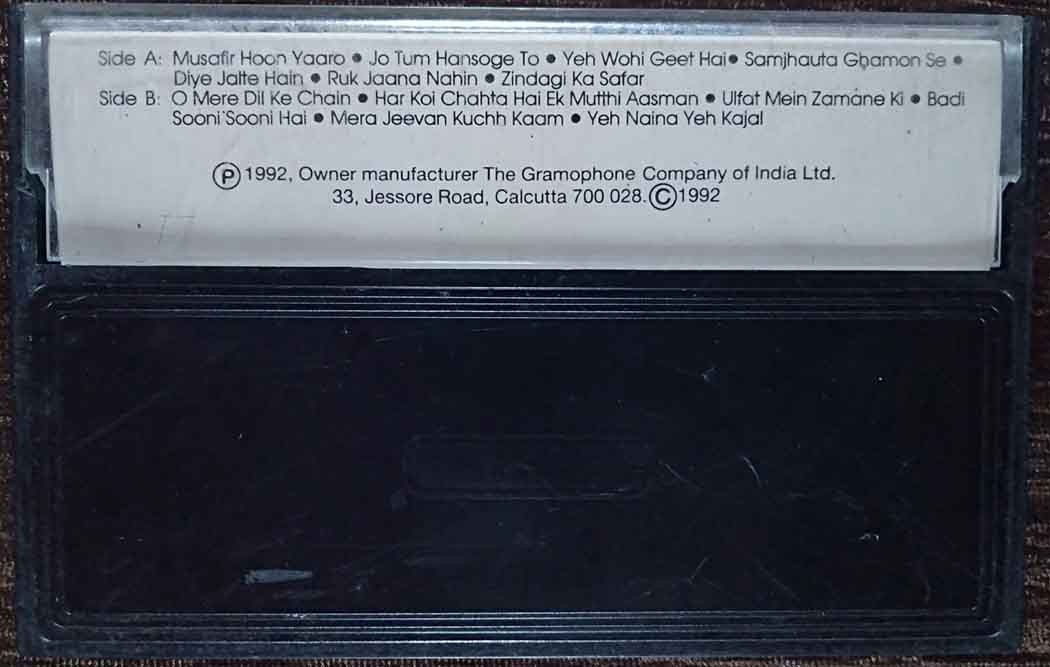 Side A: Musafir Hoon Yaaro • Jo Tum Hansoge To • Yeh Wohi Geet Hai • Samjhauta Ghamon Se •
Diye Jalte Hain • Ruk Jaana Nahin • Zindagi Ka Safar
Side B: O Mere Dil Ke Chain • Har Koi Chahta Hai Ek Mutthi Aasman • Ulfat Mein Zamane Ki • Badi
Sooni Sooni Hai • Mera Jeevan Kuchh Kaam • Yeh Naina Yeh Kajal
Ⓟ 1992, Owner manufacturer The Gramophone Company of India Ltd.
33, Jessore Road, Calcutta 700 028. © 1992